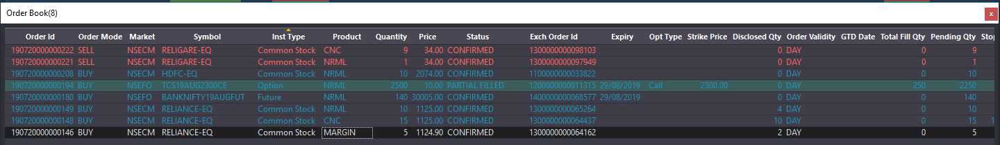 Order Book(8)
x
Order Id Order Mode Market Symbol Inst Type Product Quantity Price Status Exch Order Id Expiry Opt Type Strike Price Disclosed Qty Order Validity GTD Date Total Fill Qty Pending Qty Stop
190720000000222 SELL NSECM RELIGARE-EQ Common Stock CNC 9 34.00 CONFIRMED 1300000000098103 0 DAY 0 9
190720000000221 SELL NSECM RELIGARE-EQ Common Stock NRML 1 34.00 CONFIRMED 1300000000097949 0 DAY 0 1
190720000000208 BUY NSECM HDFC-EQ Common Stock NRML 10 2074.00 CONFIRMED 1100000000033822 0 DAY 0 10
190720000000194 BUY NSEFO TCS19AUG2300CE Option NRML 2500 10.00 PARTIAL FILLED 1200000000011315 29/08/2019 Call 2300.00 0 DAY 250 2250
190720000000180 BUY NSEFO BANKNIFTY19AUGFUT Future NRML 140 30005.00 CONFIRMED 1400000000068577 29/08/2019 0 DAY 0 140
190720000000149 BUY NSECM RELIANCE-EQ Common Stock NRML 10 1125.00 CONFIRMED 1300000000065264 4 DAY 0 10
190720000000148 BUY NSECM RELIANCE-EQ Common Stock CNC 15 1125.00 CONFIRMED 1300000000064437 10 DAY 0 15 1
190720000000146 BUY NSECM RELIANCE-EQ Common Stock MARGIN 5 1124.90 CONFIRMED 1300000000064162 2 DAY 0 5